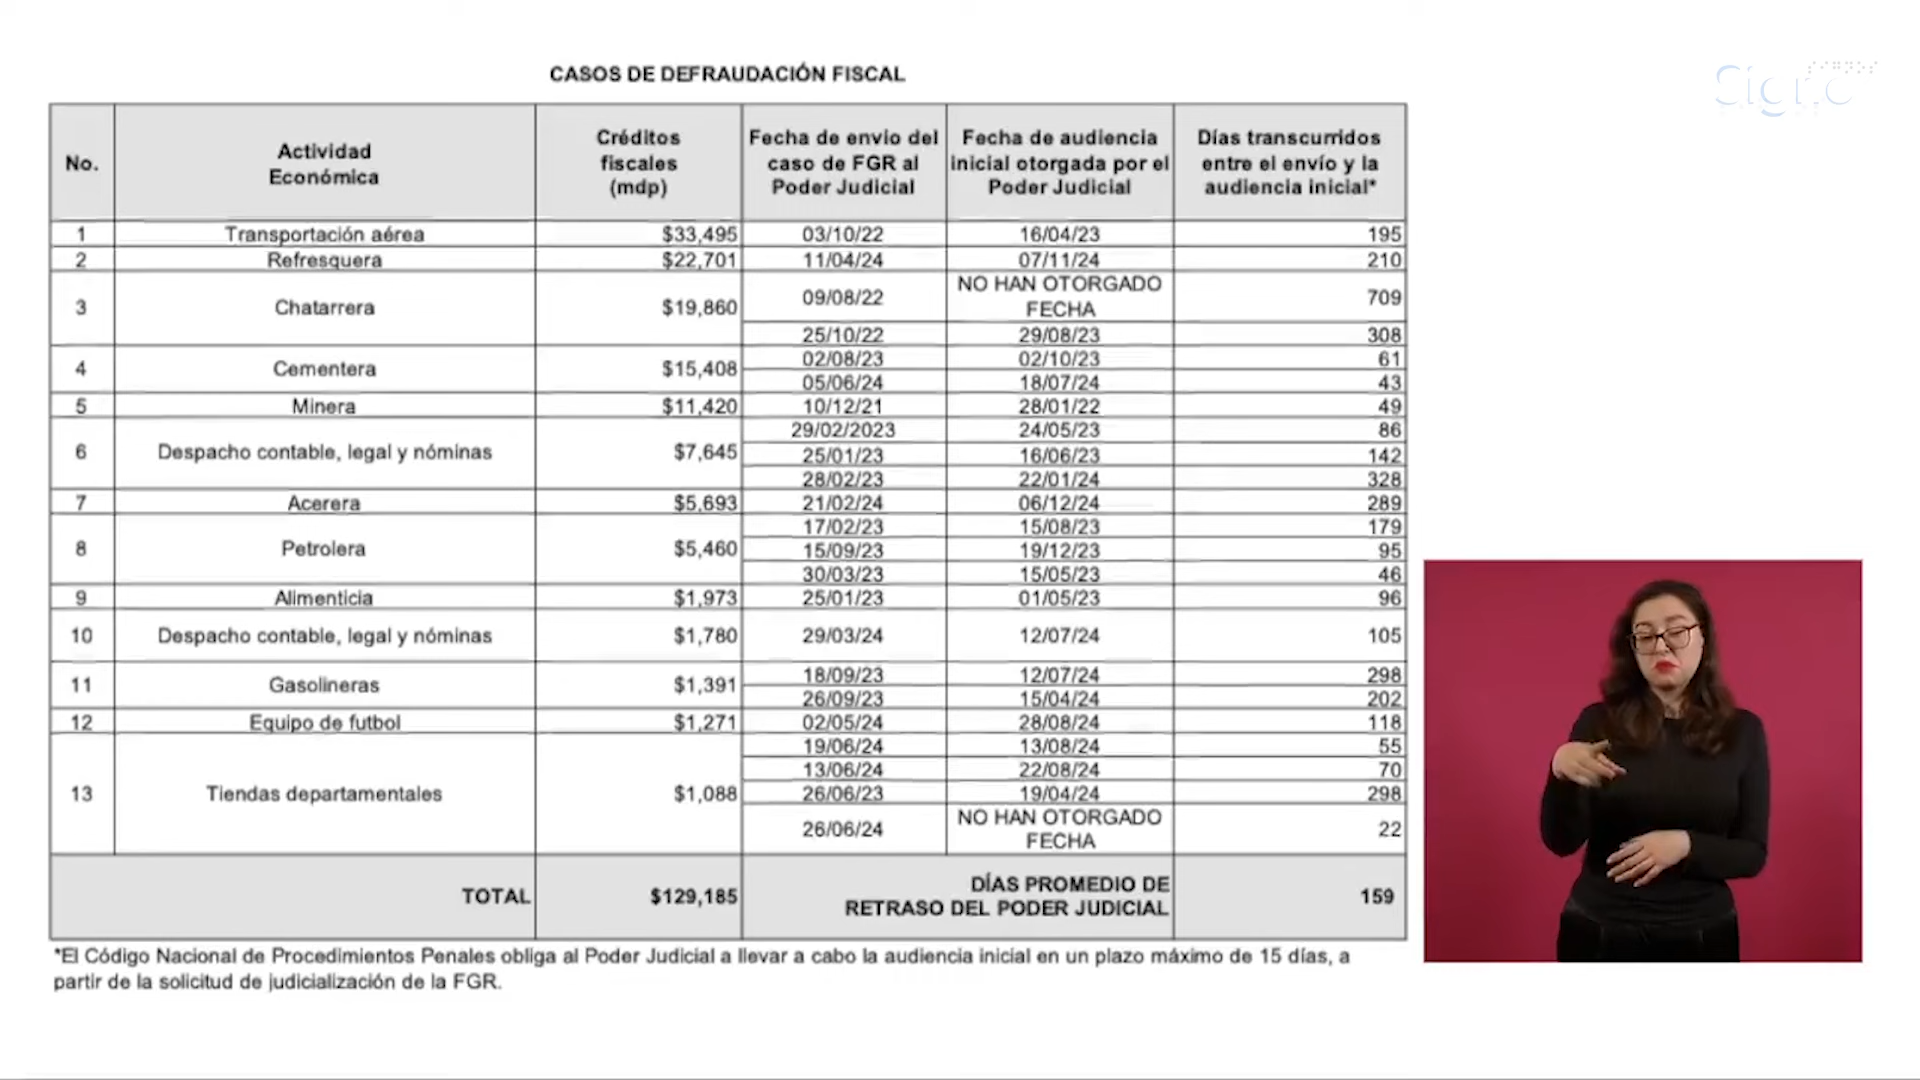 CASOS DE DEFRAUDACIÓN FISCAL
No. Actividad Económica Créditos fiscales (mdp) Fecha de envio del caso de FGR al Poder Judicial Fecha de audiencia inicial otorgada por el Poder Judicial Días transcurridos entre el envío y la audiencia inicial*
1 Transportación aérea $33,495 03/10/22 16/04/23 195
2 Refresquera $22,701 11/04/24 07/11/24 210
3 Chatarrera $19,860 09/08/22 NO HAN OTORGADO FECHA 709
25/10/22 29/08/23 308
4 Cementera $15,408 02/08/23 02/10/23 61
05/06/24 18/07/24 43
5 Minera $11,420 10/12/21 28/01/22 49
6 Despacho contable, legal y nóminas $7,645 29/02/2023 24/05/23 86
25/01/23 16/06/23 142
28/02/23 22/01/24 328
7 Acerera $5,693 21/02/24 06/12/24 289
8 Petrolera $5,460 17/02/23 15/08/23 179
15/09/23 19/12/23 95
30/03/23 15/05/23 46
9 Alimenticia $1,973 25/01/23 01/05/23 96
10 Despacho contable, legal y nóminas $1,780 29/03/24 12/07/24 105
11 Gasolineras $1,391 18/09/23 12/07/24 298
26/09/23 15/04/24 202
12 Equipo de futbol $1,271 02/05/24 28/08/24 118
13 Tiendas departamentales $1,088 19/06/24 13/08/24 55
13/06/24 22/08/24 70
26/06/23 19/04/24 298
26/06/24 NO HAN OTORGADO FECHA 22
TOTAL $129,185 DÍAS PROMEDIO DE RETRASO DEL PODER JUDICIAL 159
*El Código Nacional de Procedimientos Penales obliga al Poder Judicial a llevar a cabo la audiencia inicial en un plazo máximo de 15 días, a
partir de la solicitud de judicialización de la FGR.